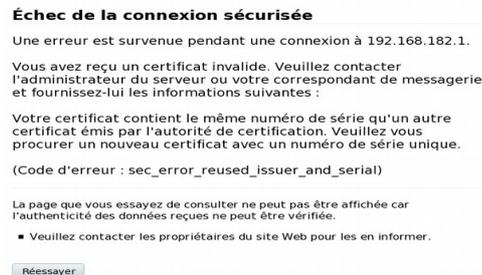 Échec de la connexion sécurisée
Une erreur est survenue pendant une connexion à 192.168.182.1.
Vous avez reçu un certificat invalide. Veuillez contacter
l'administrateur du serveur ou votre correspondant de messagerie
et fournissez-lui les informations suivantes :
Votre certificat contient le même numéro de série qu'un autre
certificat émis par l'autorité de certification. Veuillez vous
procurer un nouveau certificat avec un numéro de série unique.
(Code d'erreur : sec_error_reused_issuer_and_serial)
La page que vous essayez de consulter ne peut pas être affichée car
l'authenticité des données reçues ne peut être vérifiée.
▪ Veuillez contacter les propriétaires du site Web pour les en informer.
Réessayer